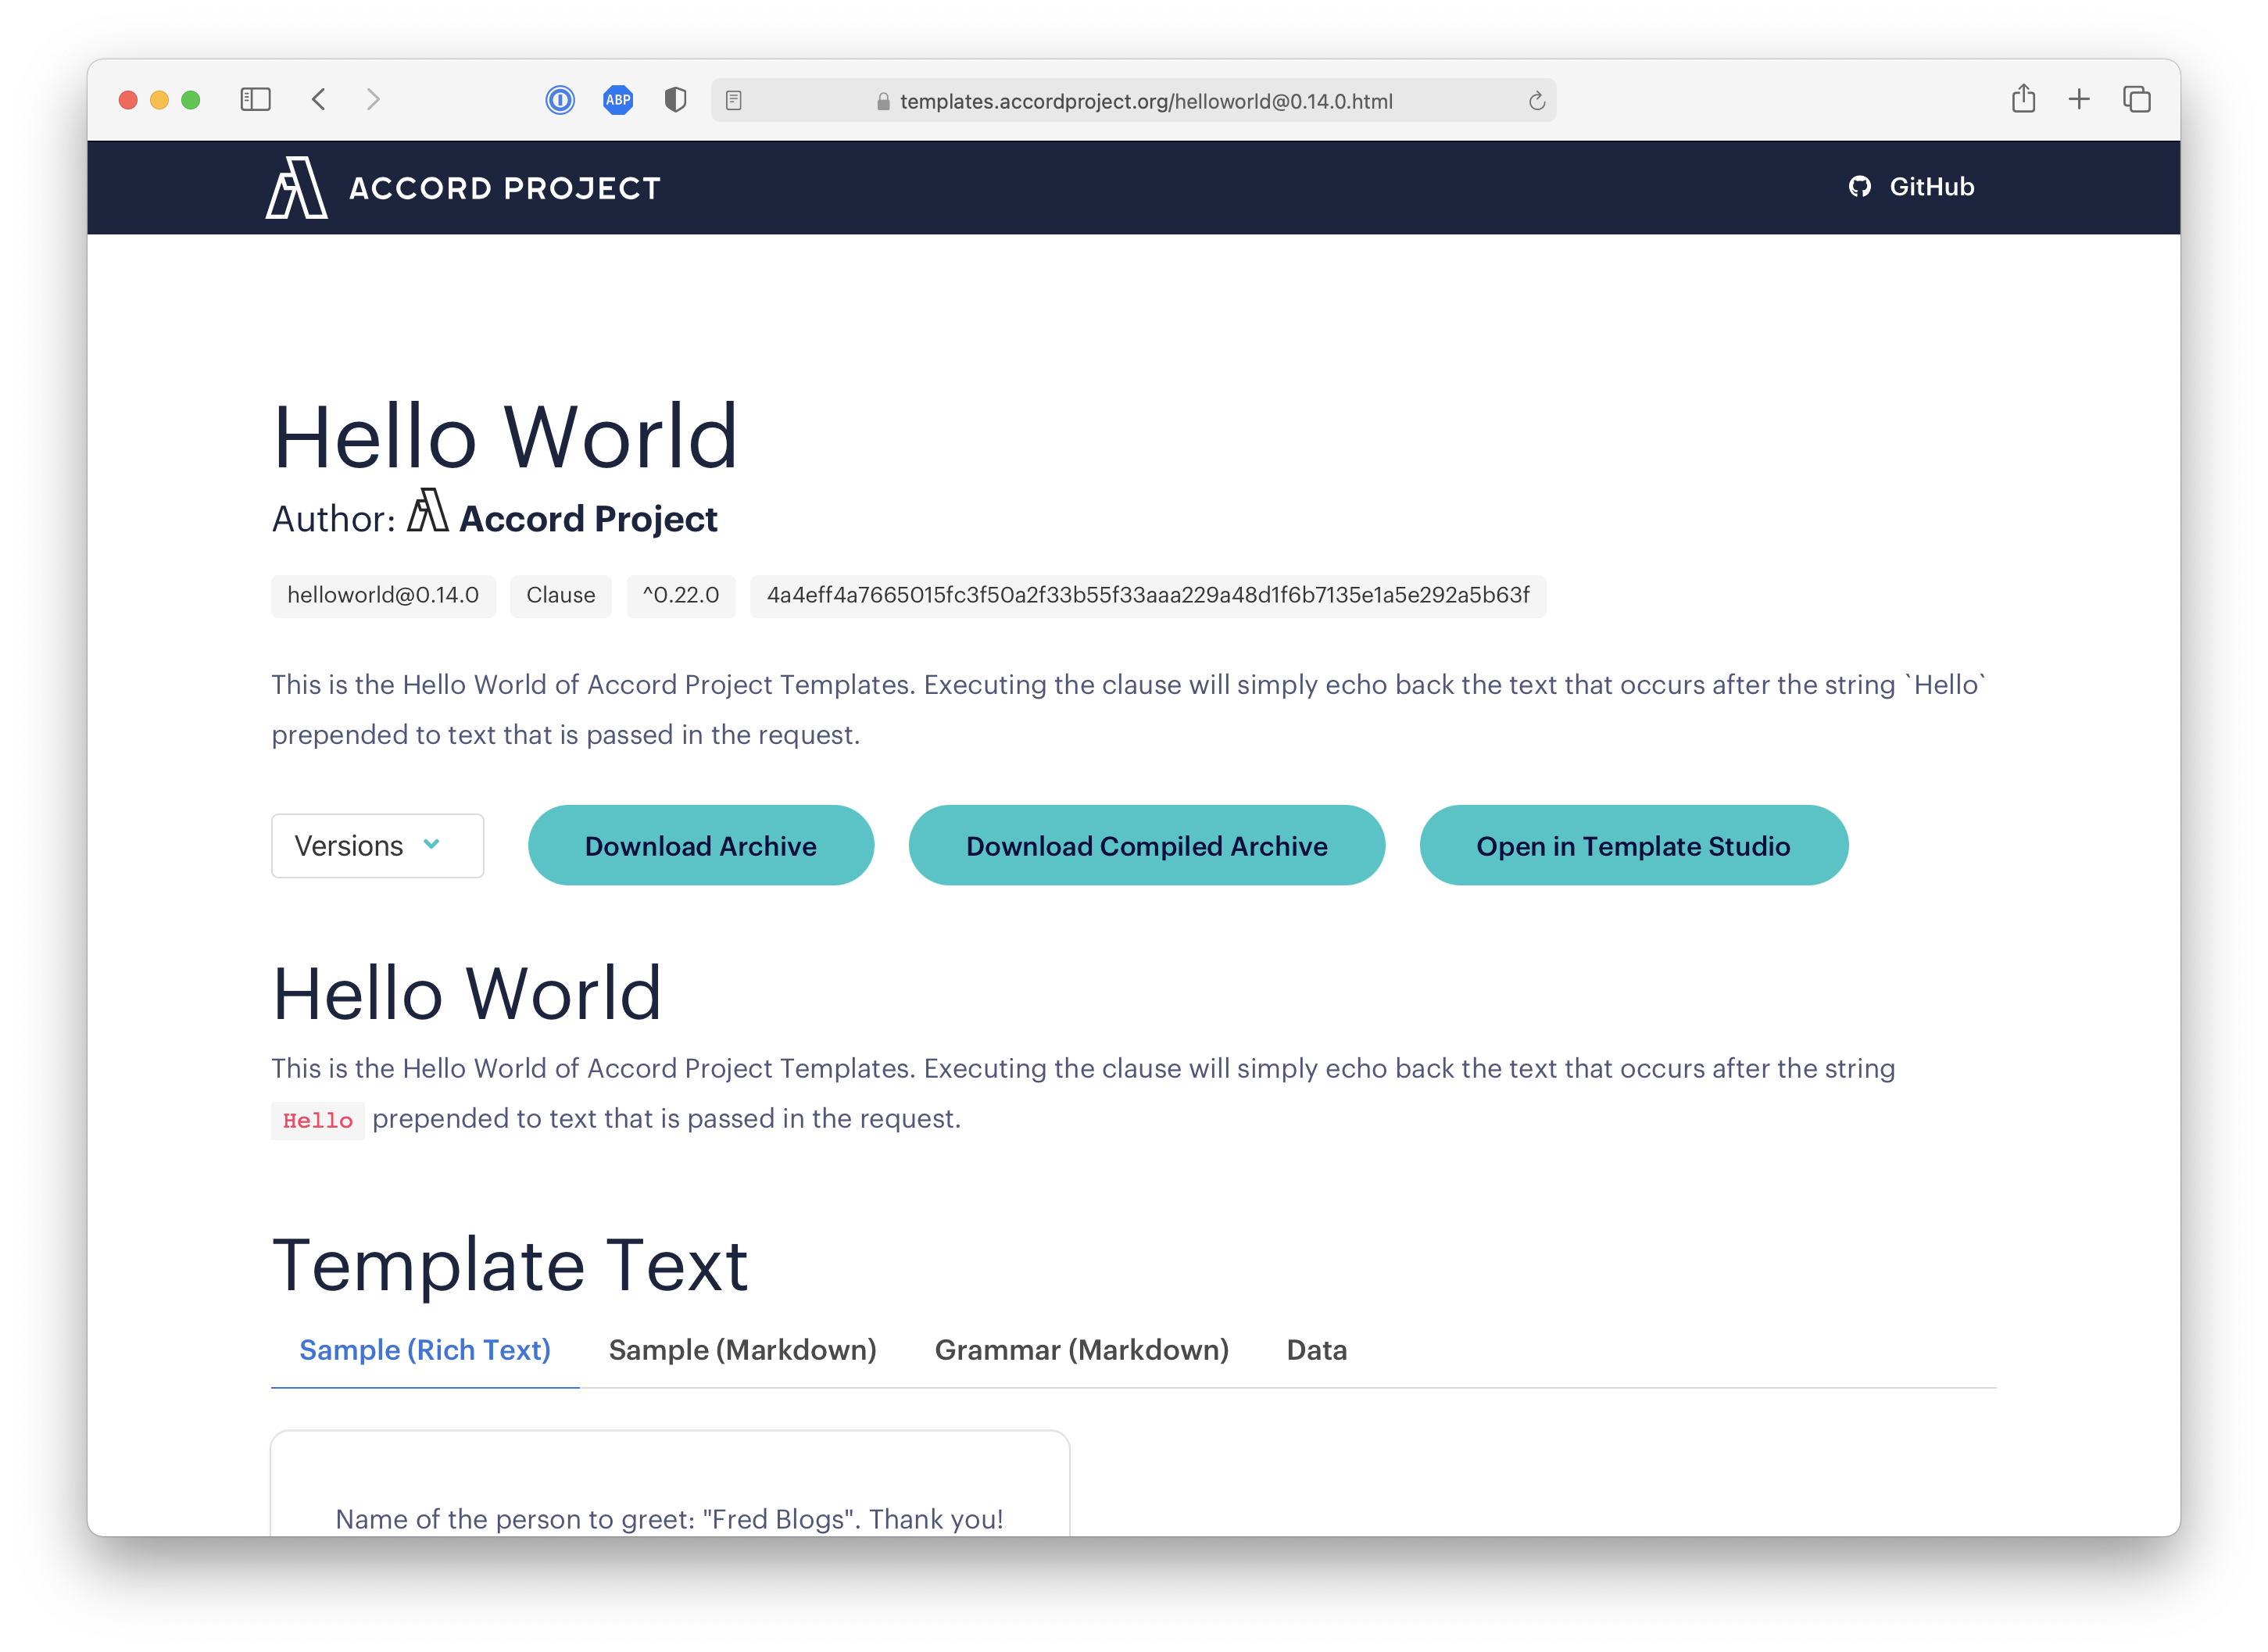 ABP
templates.accordproject.org/helloworld@0.14.0.html
ACCORD PROJECT
GitHub
Hello World
Author: Accord Project
helloworld@0.14.0 Clause ^0.22.0 4a4eff4a7665015fc3f50a2f33b55f33aaa229a48d1f6b7135e1a5e292a5b63f
This is the Hello World of Accord Project Templates. Executing the clause will simply echo back the text that occurs after the string `Hello`
prepended to text that is passed in the request.
Versions Download Archive Download Compiled Archive Open in Template Studio
Hello World
This is the Hello World of Accord Project Templates. Executing the clause will simply echo back the text that occurs after the string
Hello prepended to text that is passed in the request.
Template Text
Sample (Rich Text) Sample (Markdown) Grammar (Markdown) Data
Name of the person to greet: "Fred Blogs". Thank you!